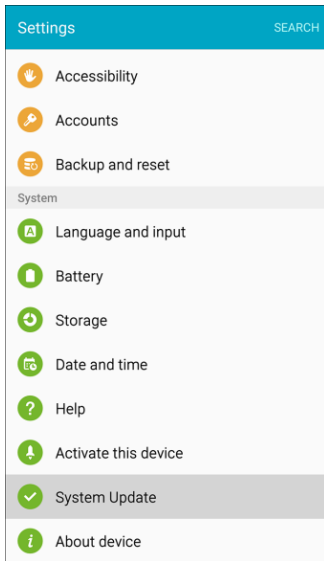 Settings SEARCH
Accessibility
Accounts
Backup and reset
System
A Language and input
Battery
Storage
Date and time
? Help
Activate this device
System Update
i About device